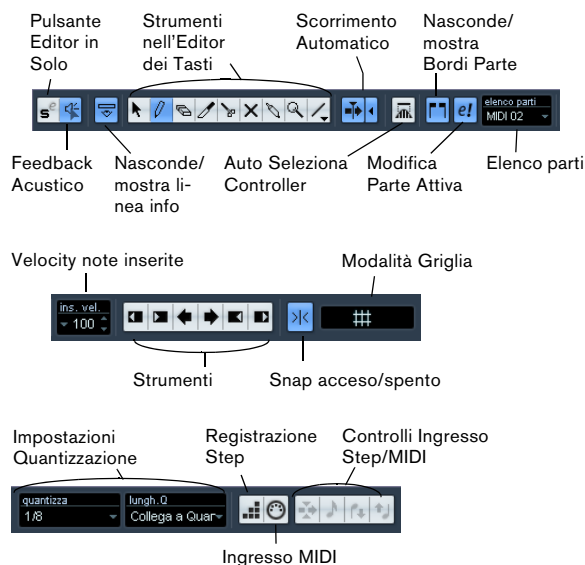 Pulsante
Editor in
Solo
Strumenti
nell'Editor
dei Tasti
Scorrimento
Automatico
Nasconde/
mostra
Bordi Parte
s e
e!
elenco parti
MIDI 02
Feedback
Acustico
Nasconde/
mostra li-
nea info
Auto Seleziona
Controller
Modifica
Parte Attiva
Elenco parti
Velocity note inserite
Modalità Griglia
ins. vel.
100
Strumenti
Snap acceso/spento
Impostazioni
Quantizzazione
Registrazione
Step
Controlli Ingresso
Step/MIDI
quantizza
1/8
lungh.Q
Collega a Quar
Ingresso MIDI